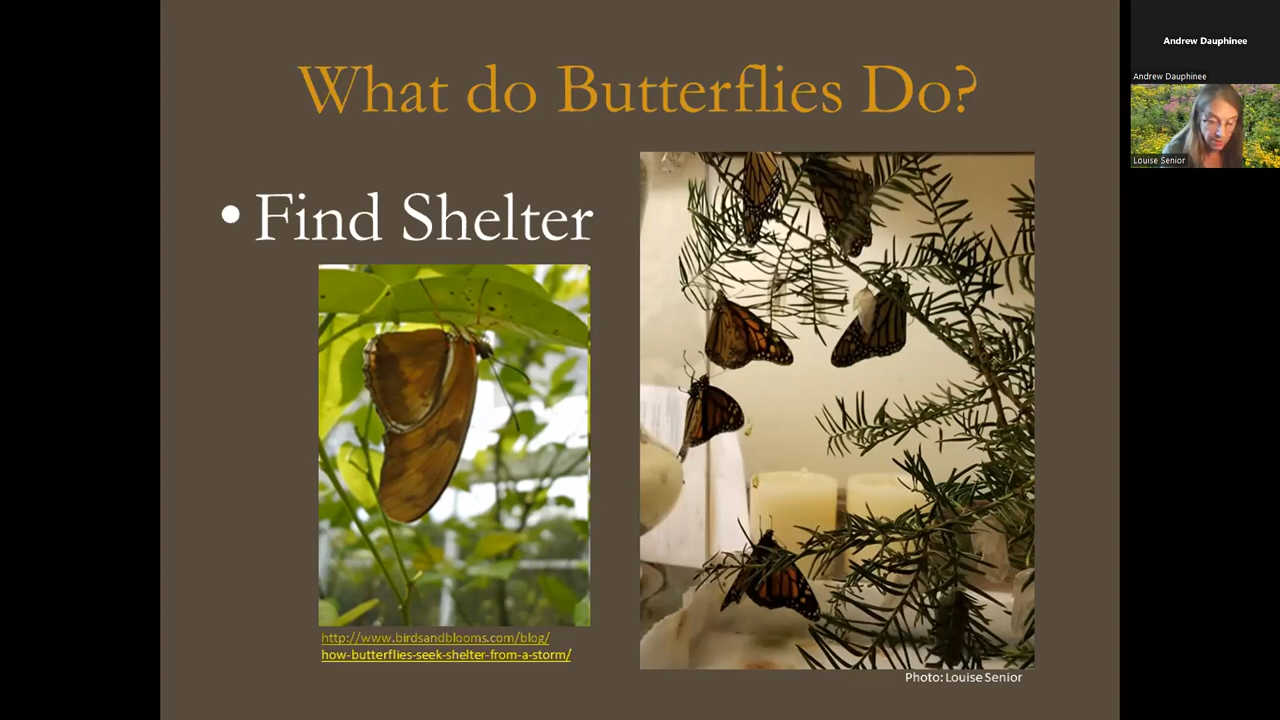 What do Butterflies Do?
• Find Shelter
http://www.birdsandblooms.com/blog/
how-butterflies-seek-shelter-from-a-storm/
Photo: Louise Senior
Andrew Dauphinee
Andrew Dauphinee
Louise Senior